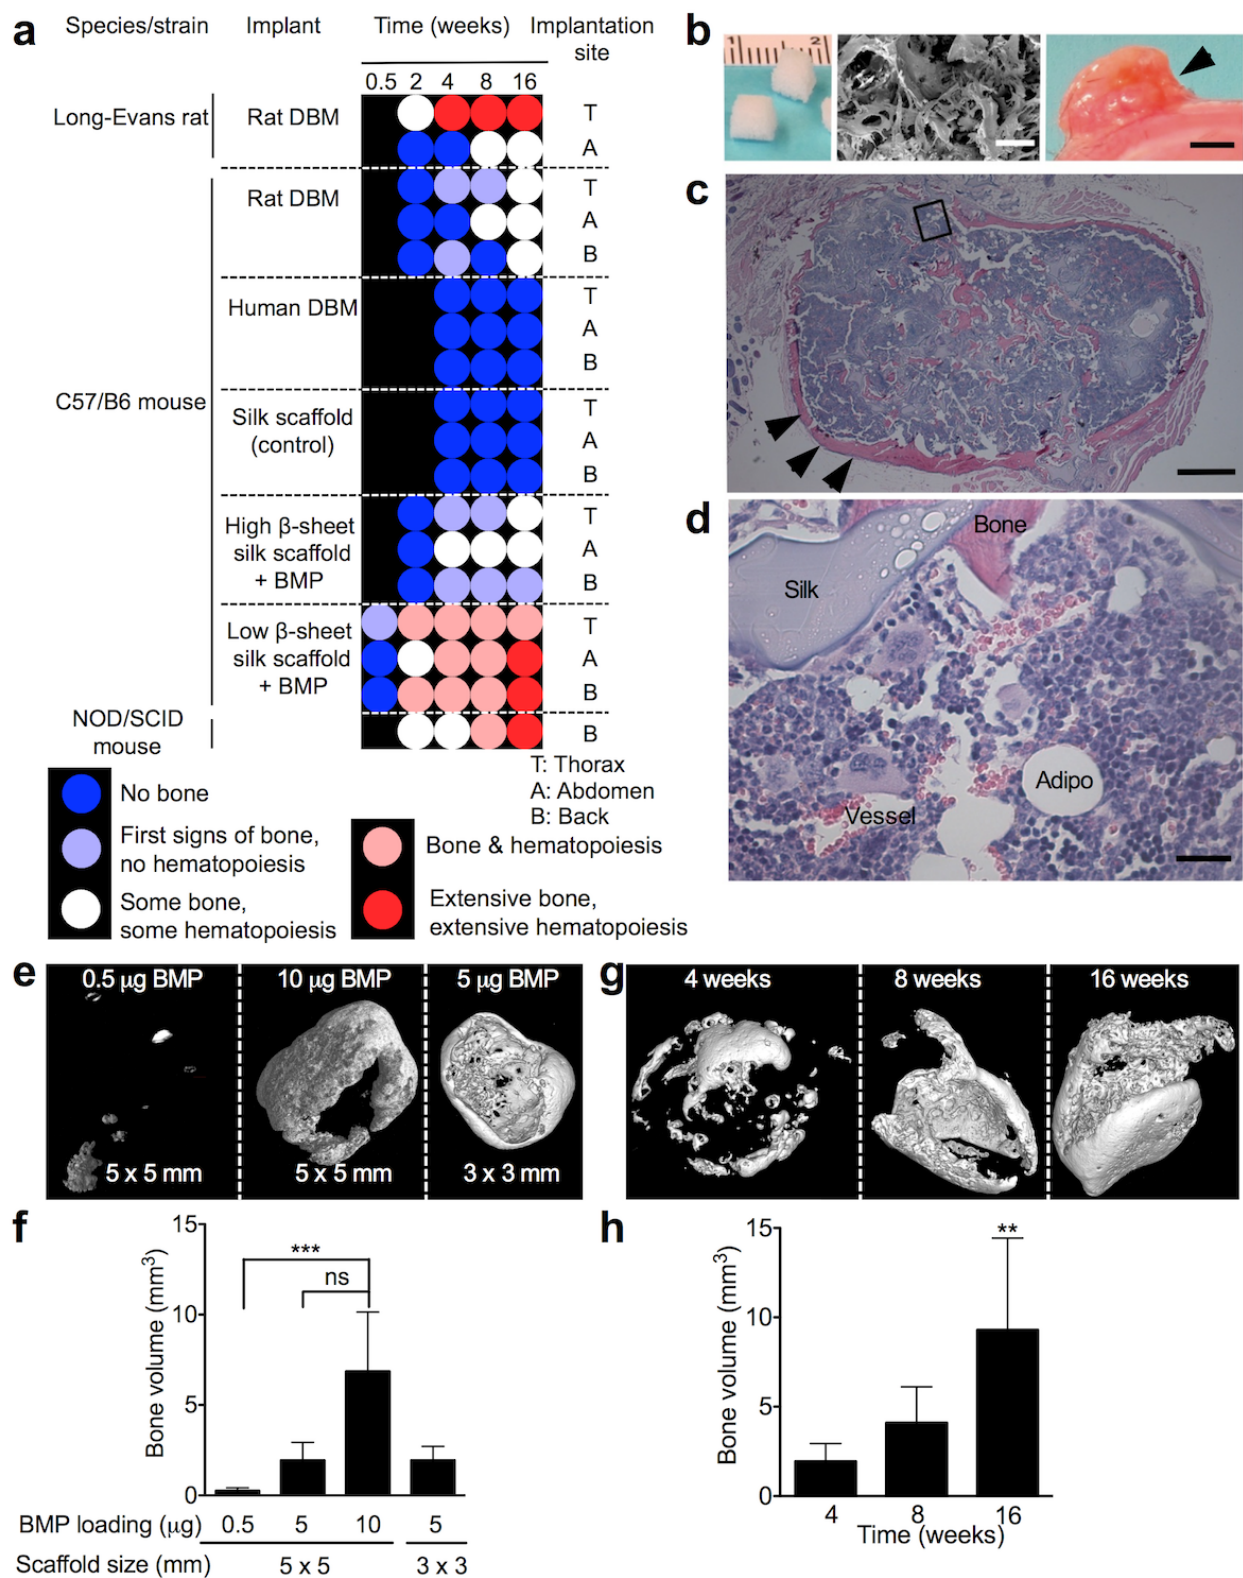 a
Species/strain
Implant
Time (weeks)
Implantation
site
0.5 2 4 8 16
Long-Evans rat
Rat DBM
T
A
C57/B6 mouse
Rat DBM
T
A
B
Human DBM
T
A
B
Silk scaffold
(control)
T
A
B
High β-sheet
silk scaffold
+ BMP
T
A
B
Low β-sheet
silk scaffold
+ BMP
T
A
B
NOD/SCID
mouse
B
T: Thorax
A: Abdomen
B: Back
No bone
First signs of bone,
no hematopoiesis
Some bone,
some hematopoiesis
Bone & hematopoiesis
Extensive bone,
extensive hematopoiesis
b
1 2
c
d
Bone
Silk
Adipo
Vessel
e
0.5 µg BMP
10 µg BMP
5 µg BMP
5 x 5 mm
5 x 5 mm
3 x 3 mm
g
4 weeks
8 weeks
16 weeks
f
Bone volume (mm³)
15
10
5
0
***
ns
BMP loading (µg) 0.5 5 10 5
Scaffold size (mm) 5 x 5 3 x 3
h
Bone volume (mm³)
15
10
5
0
**
4 8 16
Time (weeks)